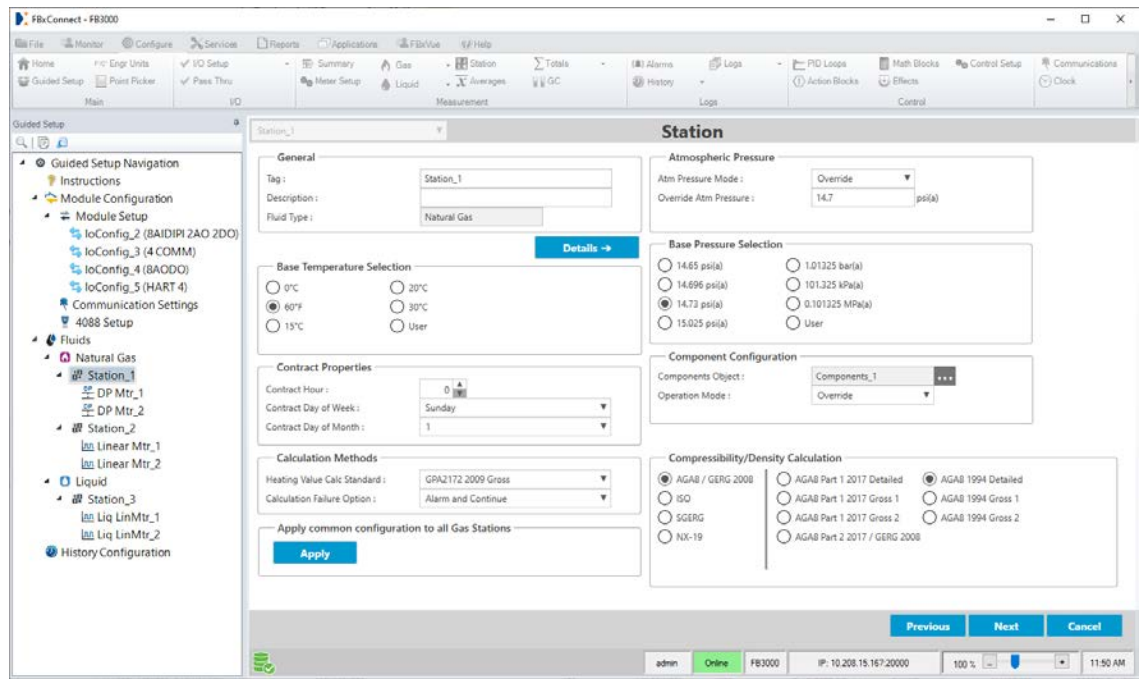 FBxConnect - FB3000
File Monitor Configure Services Reports Applications FBxVue Help
Home Engr Units I/O Setup Summary Gas Station Totals Alarms Logs PID Loops Math Blocks Control Setup Communications
Guided Setup Point Picker Pass Thru Meter Setup Liquid Averages GC History Action Blocks Effects Clock
Main I/O Measurement Logs Control
Guided Setup
Guided Setup Navigation
Instructions
Module Configuration
Module Setup
IoConfig_2 (8AIDIPI 2AO 2DO)
IoConfig_3 (4 COMM)
IoConfig_4 (8AODO)
IoConfig_5 (HART 4)
Communication Settings
4088 Setup
Fluids
Natural Gas
Station_1
DP Mtr_1
DP Mtr_2
Station_2
Linear Mtr_1
Linear Mtr_2
Liquid
Station_3
Liq LinMtr_1
Liq LinMtr_2
History Configuration
Station_1
Station
General
Tag : Station_1
Description :
Fluid Type : Natural Gas
Details →
Atmospheric Pressure
Atm Pressure Mode : Override
Override Atm Pressure : 14.7 psi(a)
Base Temperature Selection
0°C 20°C
60°F 30°C
15°C User
Base Pressure Selection
14.65 psi(a) 1.01325 bar(a)
14.696 psi(a) 101.325 kPa(a)
14.73 psi(a) 0.101325 MPa(a)
15.025 psi(a) User
Contract Properties
Contract Hour : 0
Contract Day of Week : Sunday
Contract Day of Month : 1
Component Configuration
Components Object : Components_1 ...
Operation Mode : Override
Calculation Methods
Heating Value Calc Standard : GPA2172 2009 Gross
Calculation Failure Option : Alarm and Continue
Apply common configuration to all Gas Stations
Apply
Compressibility/Density Calculation
AGA8 / GERG 2008 AGA8 Part 1 2017 Detailed AGA8 1994 Detailed
ISO AGA8 Part 1 2017 Gross 1 AGA8 1994 Gross 1
SGERG AGA8 Part 1 2017 Gross 2 AGA8 1994 Gross 2
NX-19 AGA8 Part 2 2017 / GERG 2008
Previous Next Cancel
admin Online FB3000 IP: 10.208.15.167:20000 100 % - + 11:50 AM